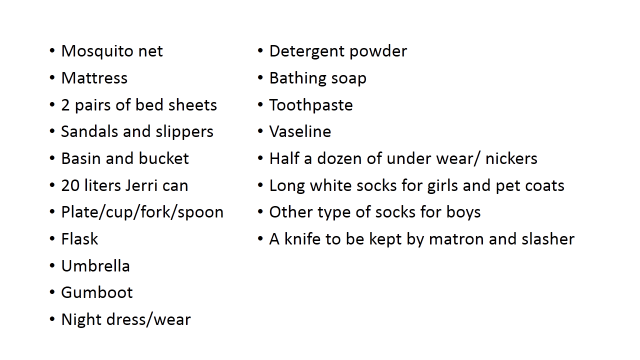 • Mosquito net
• Mattress
• 2 pairs of bed sheets
• Sandals and slippers
• Basin and bucket
• 20 liters Jerri can
• Plate/cup/fork/spoon
• Flask
• Umbrella
• Gumboot
• Night dress/wear
• Detergent powder
• Bathing soap
• Toothpaste
• Vaseline
• Half a dozen of under wear/ nickers
• Long white socks for girls and pet coats
• Other type of socks for boys
• A knife to be kept by matron and slasher